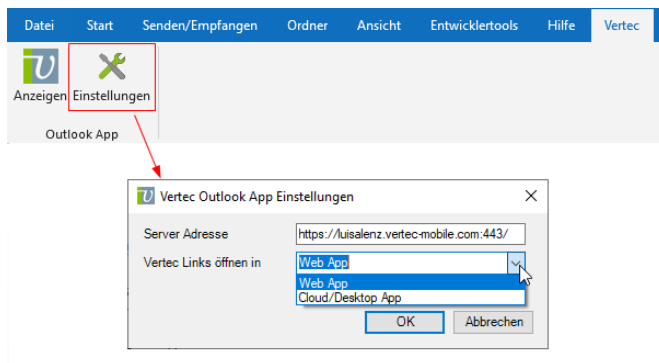 Datei Start Senden/Empfangen Ordner Ansicht Entwicklertools Hilfe Vertec
Anzeigen Einstellungen
Outlook App
Vertec Outlook App Einstellungen
Server Adresse https://luisalenz.vertec-mobile.com:443/
Vertec Links öffnen in Web App
Web App
Cloud/Desktop App
OK Abbrechen